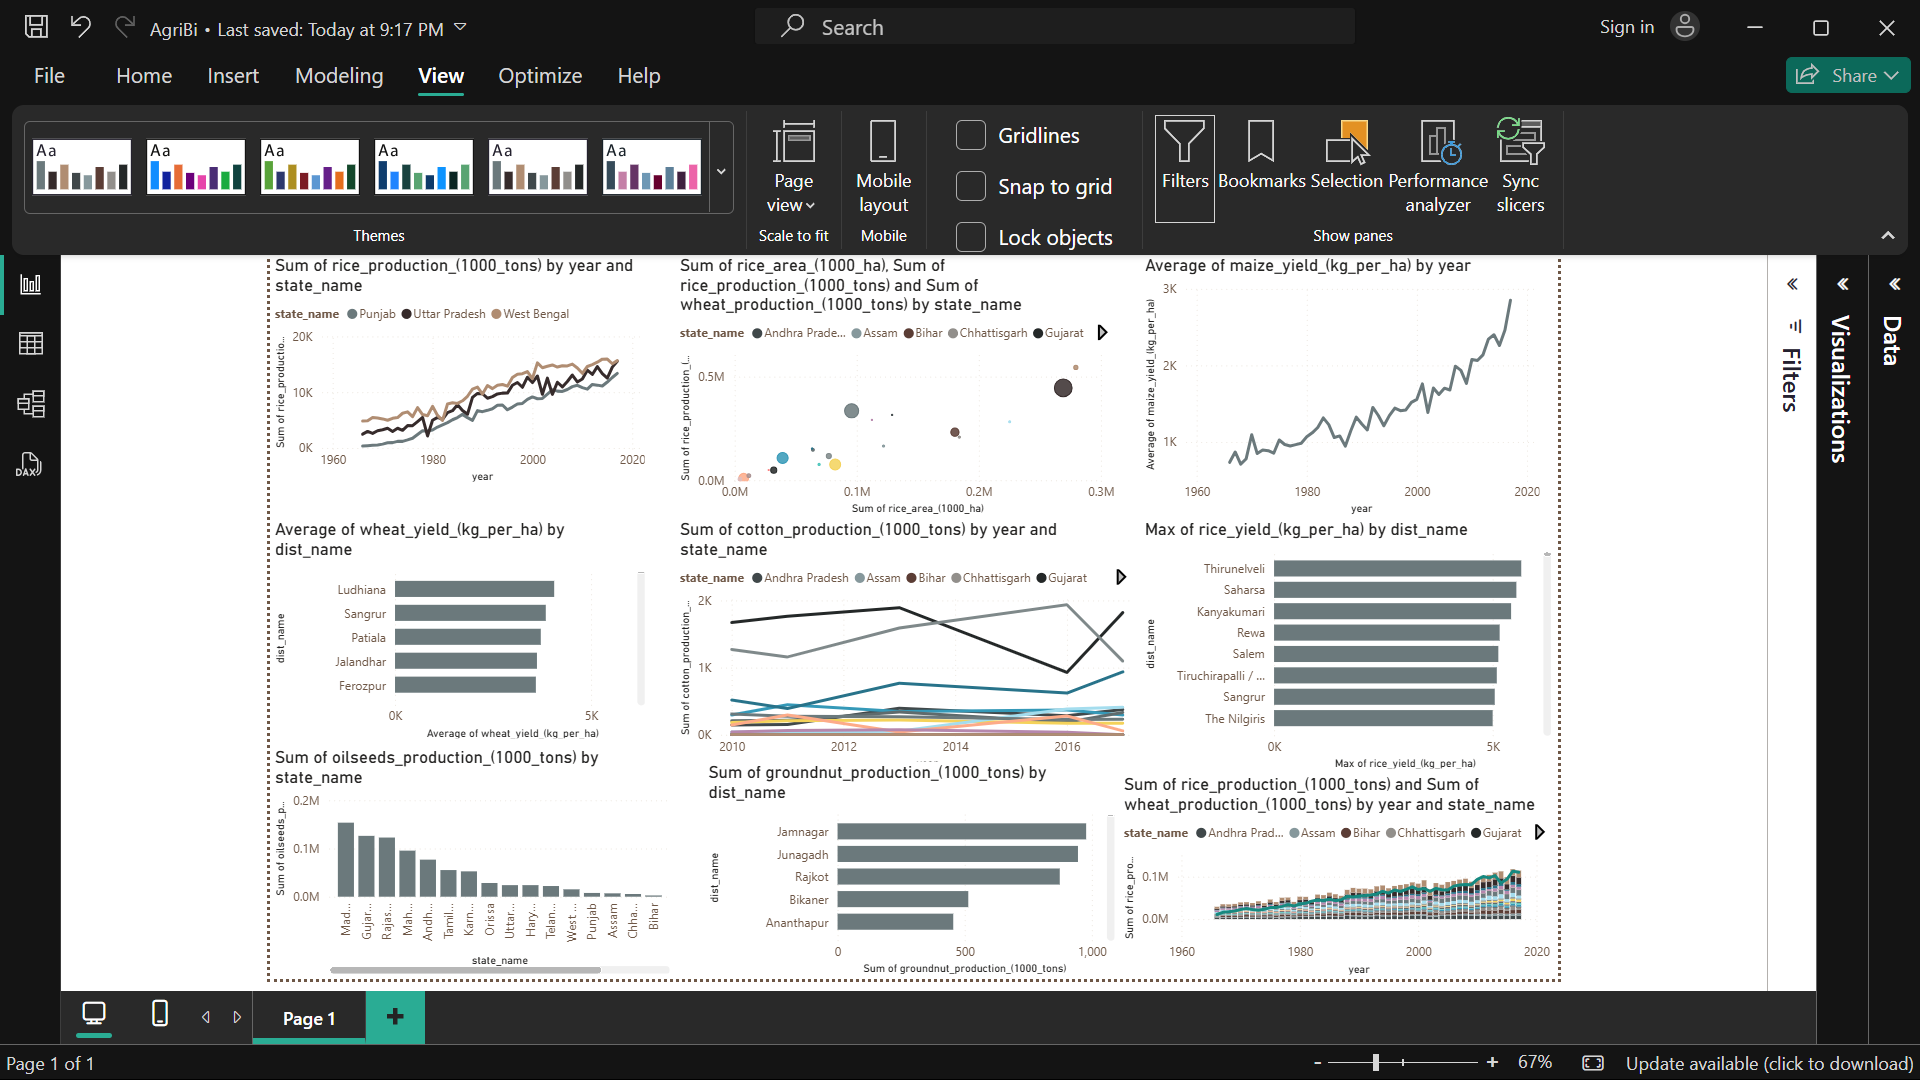 AgriBi • Last saved: Today at 9:17 PM
Search
Sign in
File
Home
Insert
Modeling
View
Optimize
Help
Share
Aa
Aa
Aa
Aa
Aa
Aa
Themes
Page
view
Scale to fit
Mobile
layout
Mobile
Gridlines
Snap to grid
Lock objects
Filters
Bookmarks
Selection
Performance
analyzer
Sync
slicers
Show panes
DAX
Sum of rice_production_(1000_tons) by year and
state_name
state_name Punjab Uttar Pradesh West Bengal
Sum of rice_productio...
20K
10K
0K
1960
1980
2000
2020
year
Sum of rice_area_(1000_ha), Sum of
rice_production_(1000_tons) and Sum of
wheat_production_(1000_tons) by state_name
state_name Andhra Prade... Assam Bihar Chhattisgarh Gujarat
Sum of rice_production_(...
0.5M
0.0M
0.0M
0.1M
0.2M
0.3M
Sum of rice_area_(1000_ha)
Average of maize_yield_(kg_per_ha) by year
Average of maize_yield_(kg_per_ha)
3K
2K
1K
1960
1980
2000
2020
year
Average of wheat_yield_(kg_per_ha) by
dist_name
dist_name
Ludhiana
Sangrur
Patiala
Jalandhar
Ferozpur
0K
5K
Average of wheat_yield_(kg_per_ha)
Sum of cotton_production_(1000_tons) by year and
state_name
state_name Andhra Pradesh Assam Bihar Chhattisgarh Gujarat
Sum of cotton_production_...
2K
1K
0K
2010
2012
2014
2016
Max of rice_yield_(kg_per_ha) by dist_name
dist_name
Thirunelveli
Saharsa
Kanyakumari
Rewa
Salem
Tiruchirapalli / ...
Sangrur
The Nilgiris
0K
5K
Max of rice_yield_(kg_per_ha)
Sum of oilseeds_production_(1000_tons) by
state_name
Sum of oilseeds_p...
0.2M
0.1M
0.0M
Mad...
Gujar...
Rajas...
Mah...
Andh...
Tamil...
Karn...
Orissa
Uttar...
Hary...
Telan...
West ...
Punjab
Assam
Chha...
Bihar
state_name
Sum of groundnut_production_(1000_tons) by
dist_name
dist_name
Jamnagar
Junagadh
Rajkot
Bikaner
Ananthapur
0
500
1,000
Sum of groundnut_production_(1000_tons)
Sum of rice_production_(1000_tons) and Sum of
wheat_production_(1000_tons) by year and state_name
state_name Andhra Prad... Assam Bihar Chhattisgarh Gujarat
Sum of rice_pro...
0.1M
0.0M
1960
1980
2000
2020
year
Filters
Visualizations
Data
Page 1
Page 1 of 1
67%
Update available (click to download)